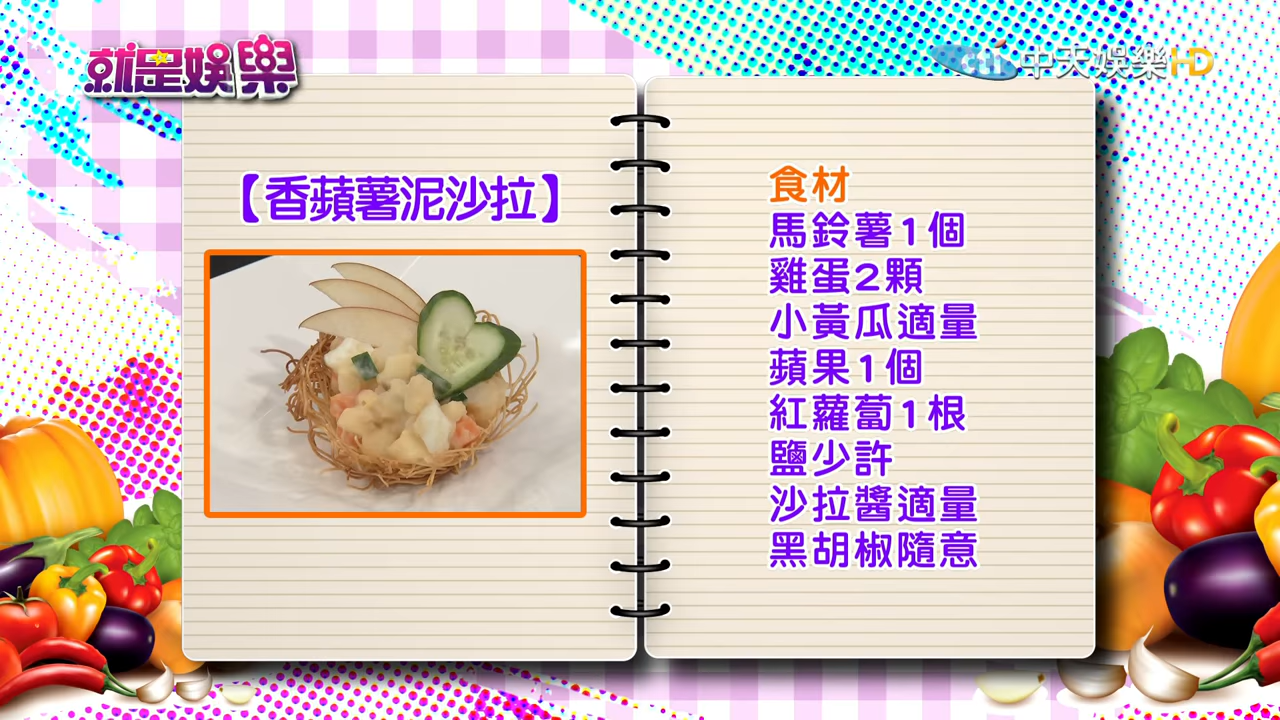 就是娛樂
cti 中天娛樂HD
【香蘋薯泥沙拉】
食材
馬鈴薯1個
雞蛋2顆
小黃瓜適量
蘋果1個
紅蘿蔔1根
鹽少許
沙拉醬適量
黑胡椒隨意